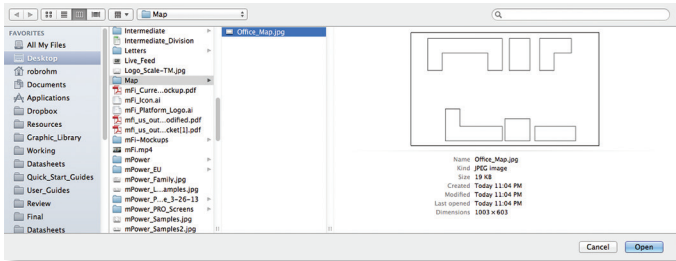 Map
FAVORITES
All My Files
Desktop
robrohm
Documents
Applications
Dropbox
Resources
Graphic_Library
Working
Datasheets
Quick_Start_Guides
User_Guides
Review
Final
Datasheets
Intermediate
Intermediate_Division
Letters
Live_Feed
Logo_Scale-TM.jpg
Map
mFi_Curre...ockup.pdf
mFi_Icon.ai
mFi_Platform_Logo.ai
mfi_us_out...odified.pdf
mfi_us_out...cket[1].pdf
mFi-Mockups
mFi.mp4
mPower
mPower_EU
mPower_Family.jpg
mPower_L...amples.jpg
mPower_P...e_3-26-13
mPower_PRO_Screens
mPower_Samples.jpg
mPower_Samples2.jpg
Office_Map.jpg
Name Office_Map.jpg
Kind JPEG image
Size 19 KB
Created Today 11:04 PM
Modified Today 11:04 PM
Last opened Today 11:04 PM
Dimensions 1003 × 603
Cancel Open